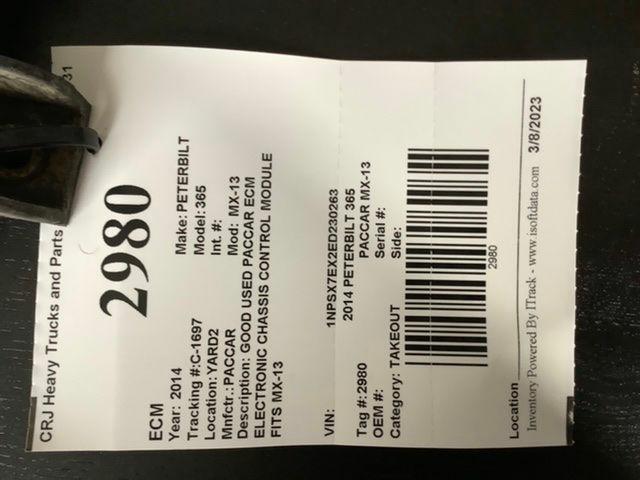 CRJ Heavy Trucks and Parts
31
2980
ECM
Year: 2014 Make: PETERBILT
Tracking #:C-1697 Model: 365
Location: YARD2 Int. #:
Mnfctr.: PACCAR Mod: MX-13
Description: GOOD USED PACCAR ECM
ELECTRONIC CHASSIS CONTROL MODULE
FITS MX-13
VIN: 1NPSX7EX2ED230263
2014 PETERBILT 365
Tag #: 2980 PACCAR MX-13
OEM #: Serial #:
Category: TAKEOUT Side:
2980
Location
Inventory Powered By ITrack - www.isoftdata.com 3/8/2023